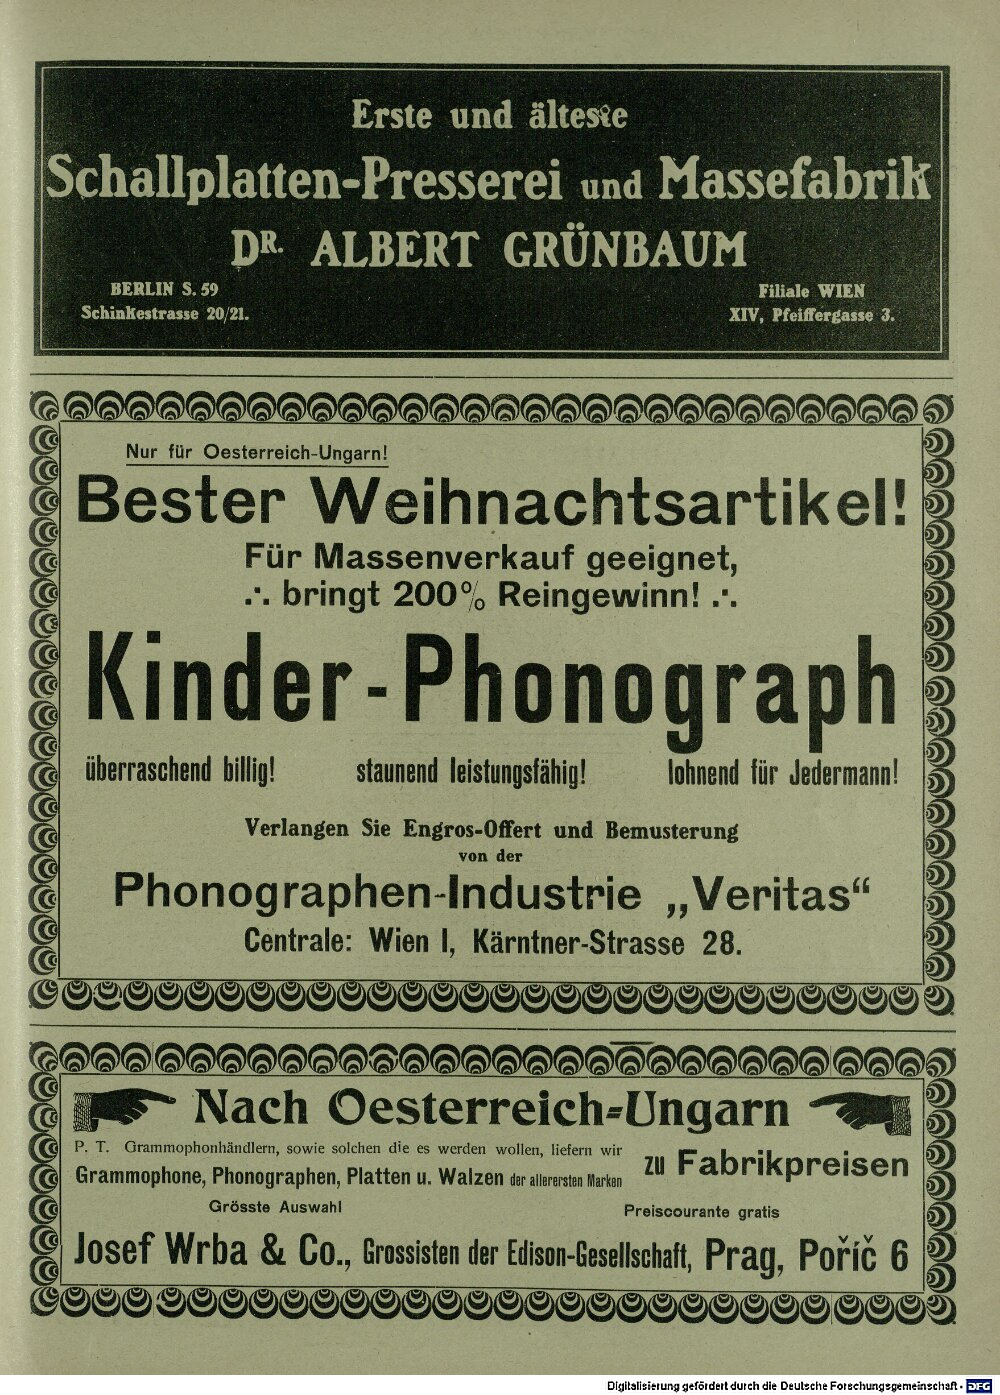 Erste und älteste
Schallplatten-Presserei und Massefabrik
DR. ALBERT GRÜNBAUM
BERLIN S. 59
Schinkestrasse 20/21.
Filiale WIEN
XIV, Pfeiffergasse 3.
Nur für Oesterreich-Ungarn!
Bester Weihnachtsartikel!
Für Massenverkauf geeignet,
∴ bringt 200% Reingewinn! ∴
Kinder-Phonograph
überraschend billig! staunend leistungsfähig! lohnend für Jedermann!
Verlangen Sie Engros-Offert und Bemusterung
von der
Phonographen-Industrie „Veritas“
Centrale: Wien I, Kärntner-Strasse 28.
Nach Oesterreich-Ungarn
P. T. Grammophonhändlern, sowie solchen die es werden wollen, liefern wir
Grammophone, Phonographen, Platten u. Walzen der allerersten Marken
zu Fabrikpreisen
Grösste Auswahl
Preiscourante gratis
Josef Wrba & Co., Grossisten der Edison-Gesellschaft, Prag, Poříč 6
Digitalisierung gefördert durch die Deutsche Forschungsgemeinschaft - DFG